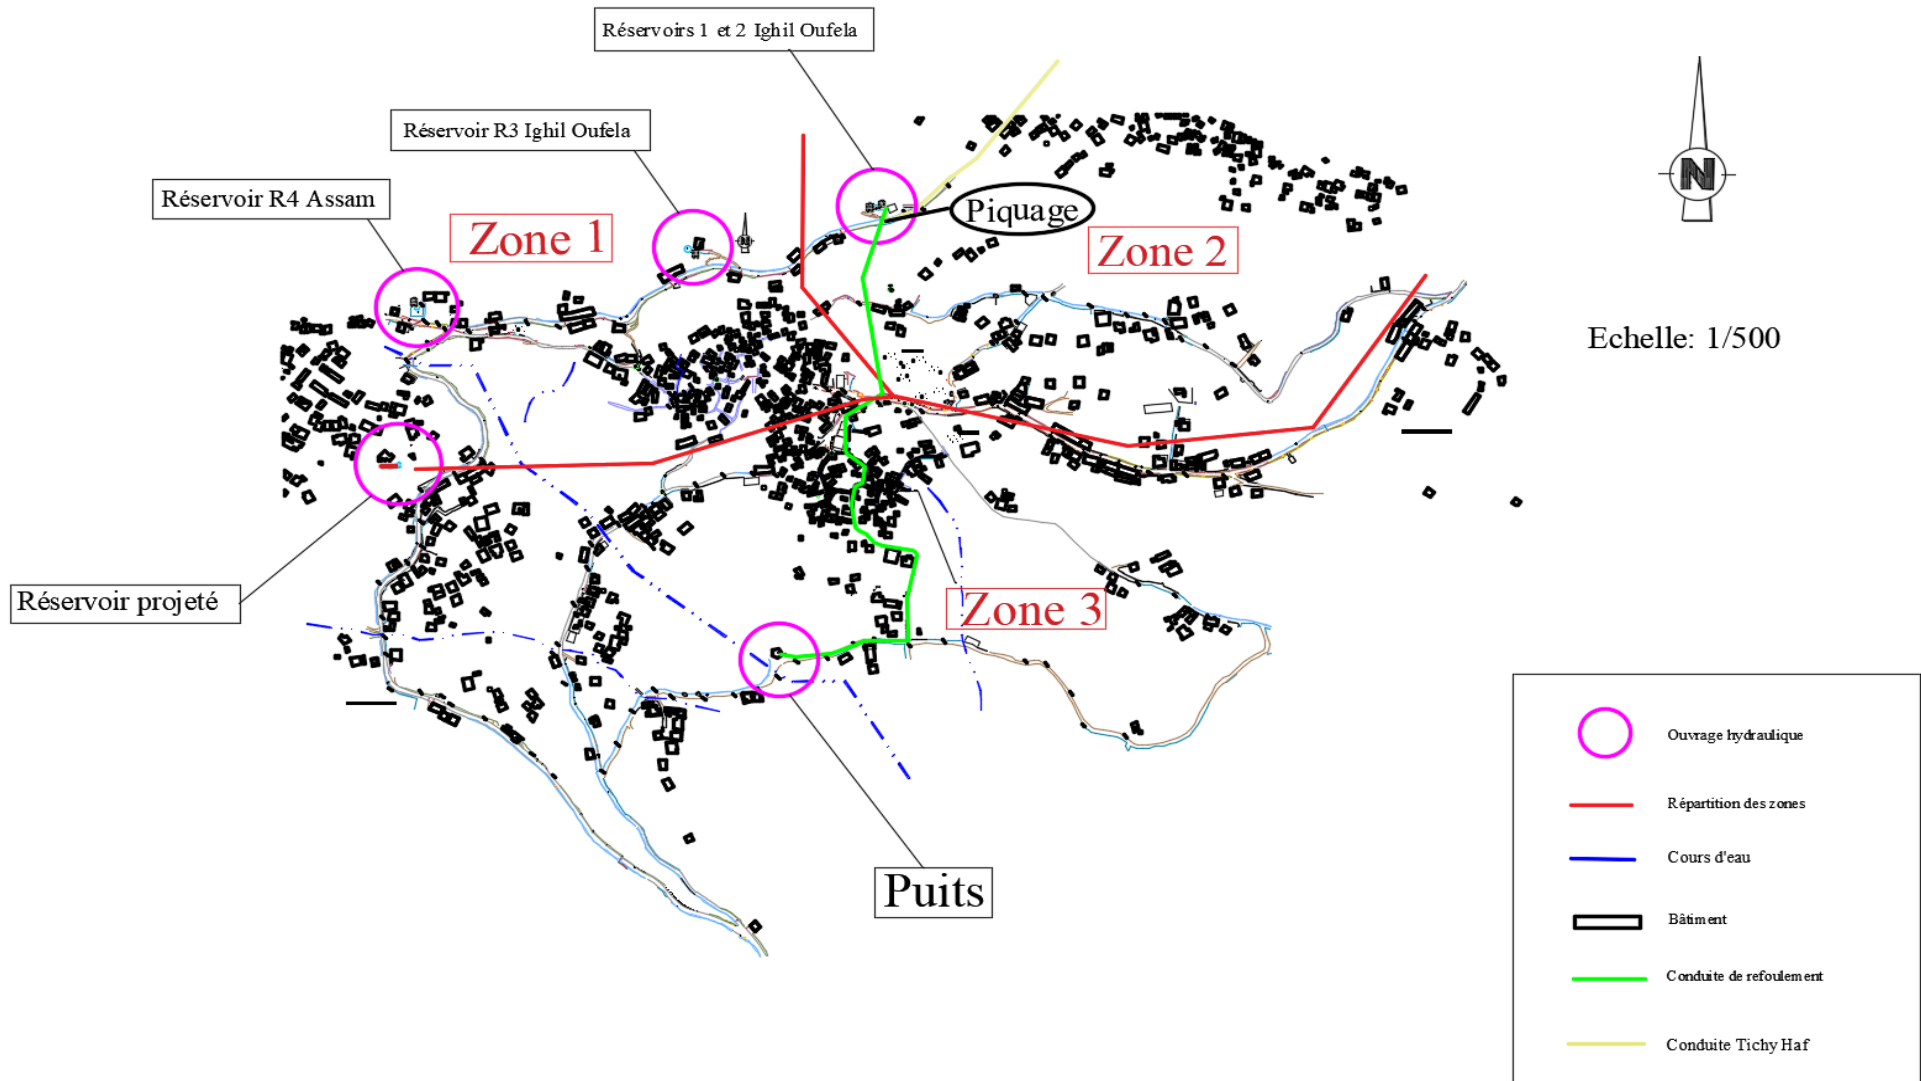 Réservoirs 1 et 2 Ighil Oufela
Réservoir R3 Ighil Oufela
Réservoir R4 Assam
Zone 1
Piquage
Zone 2
N
Echelle: 1/500
Réservoir projeté
Zone 3
Puits
Ouvrage hydraulique
Répartition des zones
Cours d'eau
Bâtiment
Conduite de refoulement
Conduite Tichy Haf